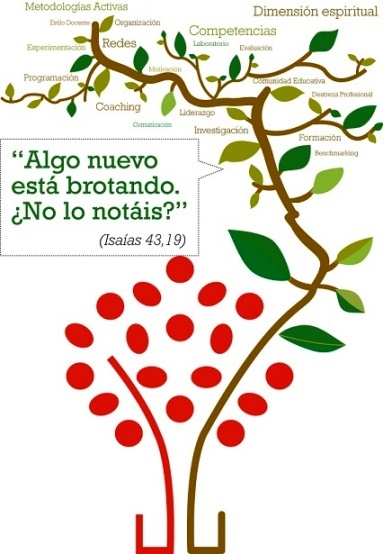 Metodologías Activas
Dimensión espiritual
Estilo Docente
Organización
Competencias
Redes
Laboratorio
Experimentación
Evaluación
Motivación
Programación
Comunidad Educativa
Destreza Profesional
Coaching
Liderazgo
Comunicación
Investigación
Formación
Benchmarking
“Algo nuevo
está brotando.
¿No lo notáis?”
(Isaías 43,19)